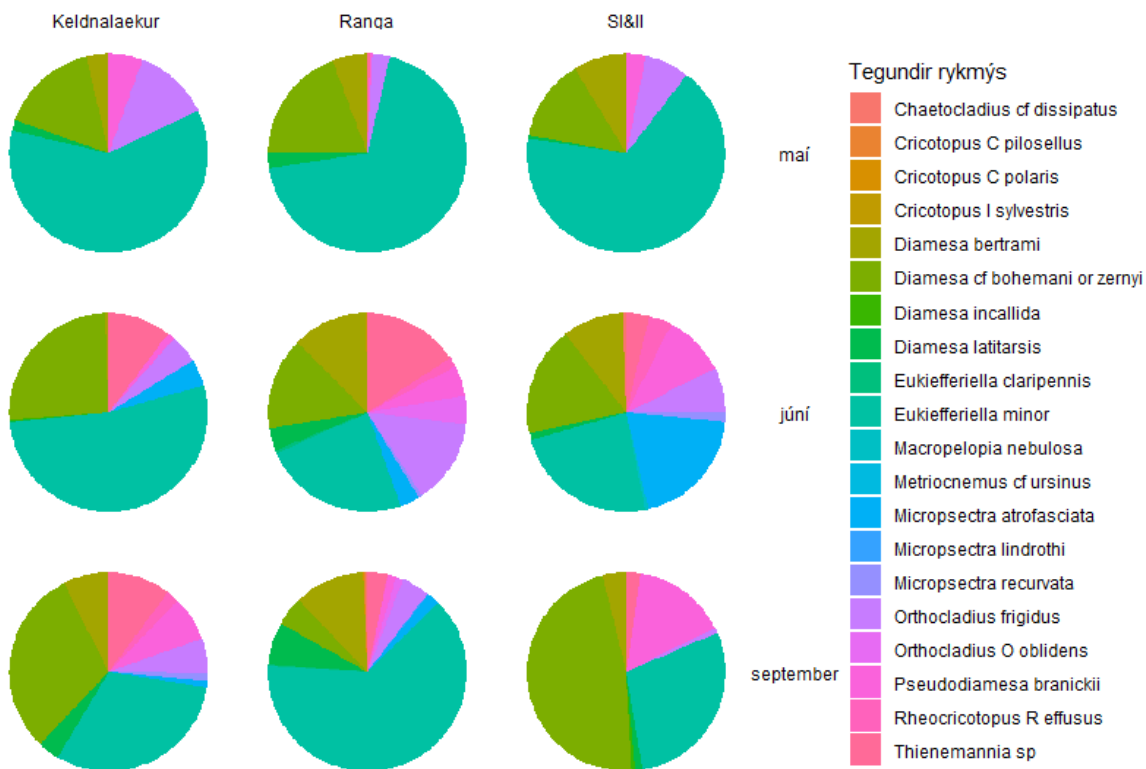 Keldnalaekur
Ranga
SI&II
Tegundir rykmýs
Chaetocladius cf dissipatus
Cricotopus C pilosellus
Cricotopus C polaris
Cricotopus I sylvestris
Diamesa bertrami
Diamesa cf bohemani or zernyi
Diamesa incallida
Diamesa latitarsis
Eukiefferiella claripennis
Eukiefferiella minor
Macropelopia nebulosa
Metriocnemus cf ursinus
Micropsectra atrofasciata
Micropsectra lindrothi
Micropsectra recurvata
Orthocladius frigidus
Orthocladius O oblidens
Pseudodiamesa branickii
Rheocricotopus R effusus
Thienemannia sp
maí
júní
september